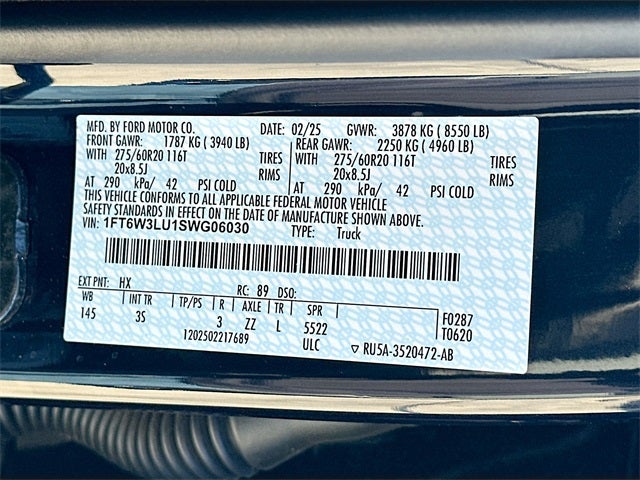 MFD. BY FORD MOTOR CO. DATE: 02/25 GVWR: 3878 KG ( 8550 LB)
FRONT GAWR: 1787 KG ( 3940 LB) REAR GAWR: 2250 KG ( 4960 LB)
WITH 275/60R20 116T TIRES WITH 275/60R20 116T TIRES
20x8.5J RIMS 20x8.5J RIMS
AT 290 kPa/ 42 PSI COLD AT 290 kPa/ 42 PSI COLD
THIS VEHICLE CONFORMS TO ALL APPLICABLE FEDERAL MOTOR VEHICLE
SAFETY STANDARDS IN EFFECT ON THE DATE OF MANUFACTURE SHOWN ABOVE.
VIN: 1FT6W3LU1SWG06030 TYPE: Truck
EXT PNT: HX RC: 89 DSO:
WB INT TR TP/PS R AXLE TR SPR F0287
145 3S 3 ZZ L 5522 T0620
1202502217689 ULC ▽ RU5A-3520472-AB